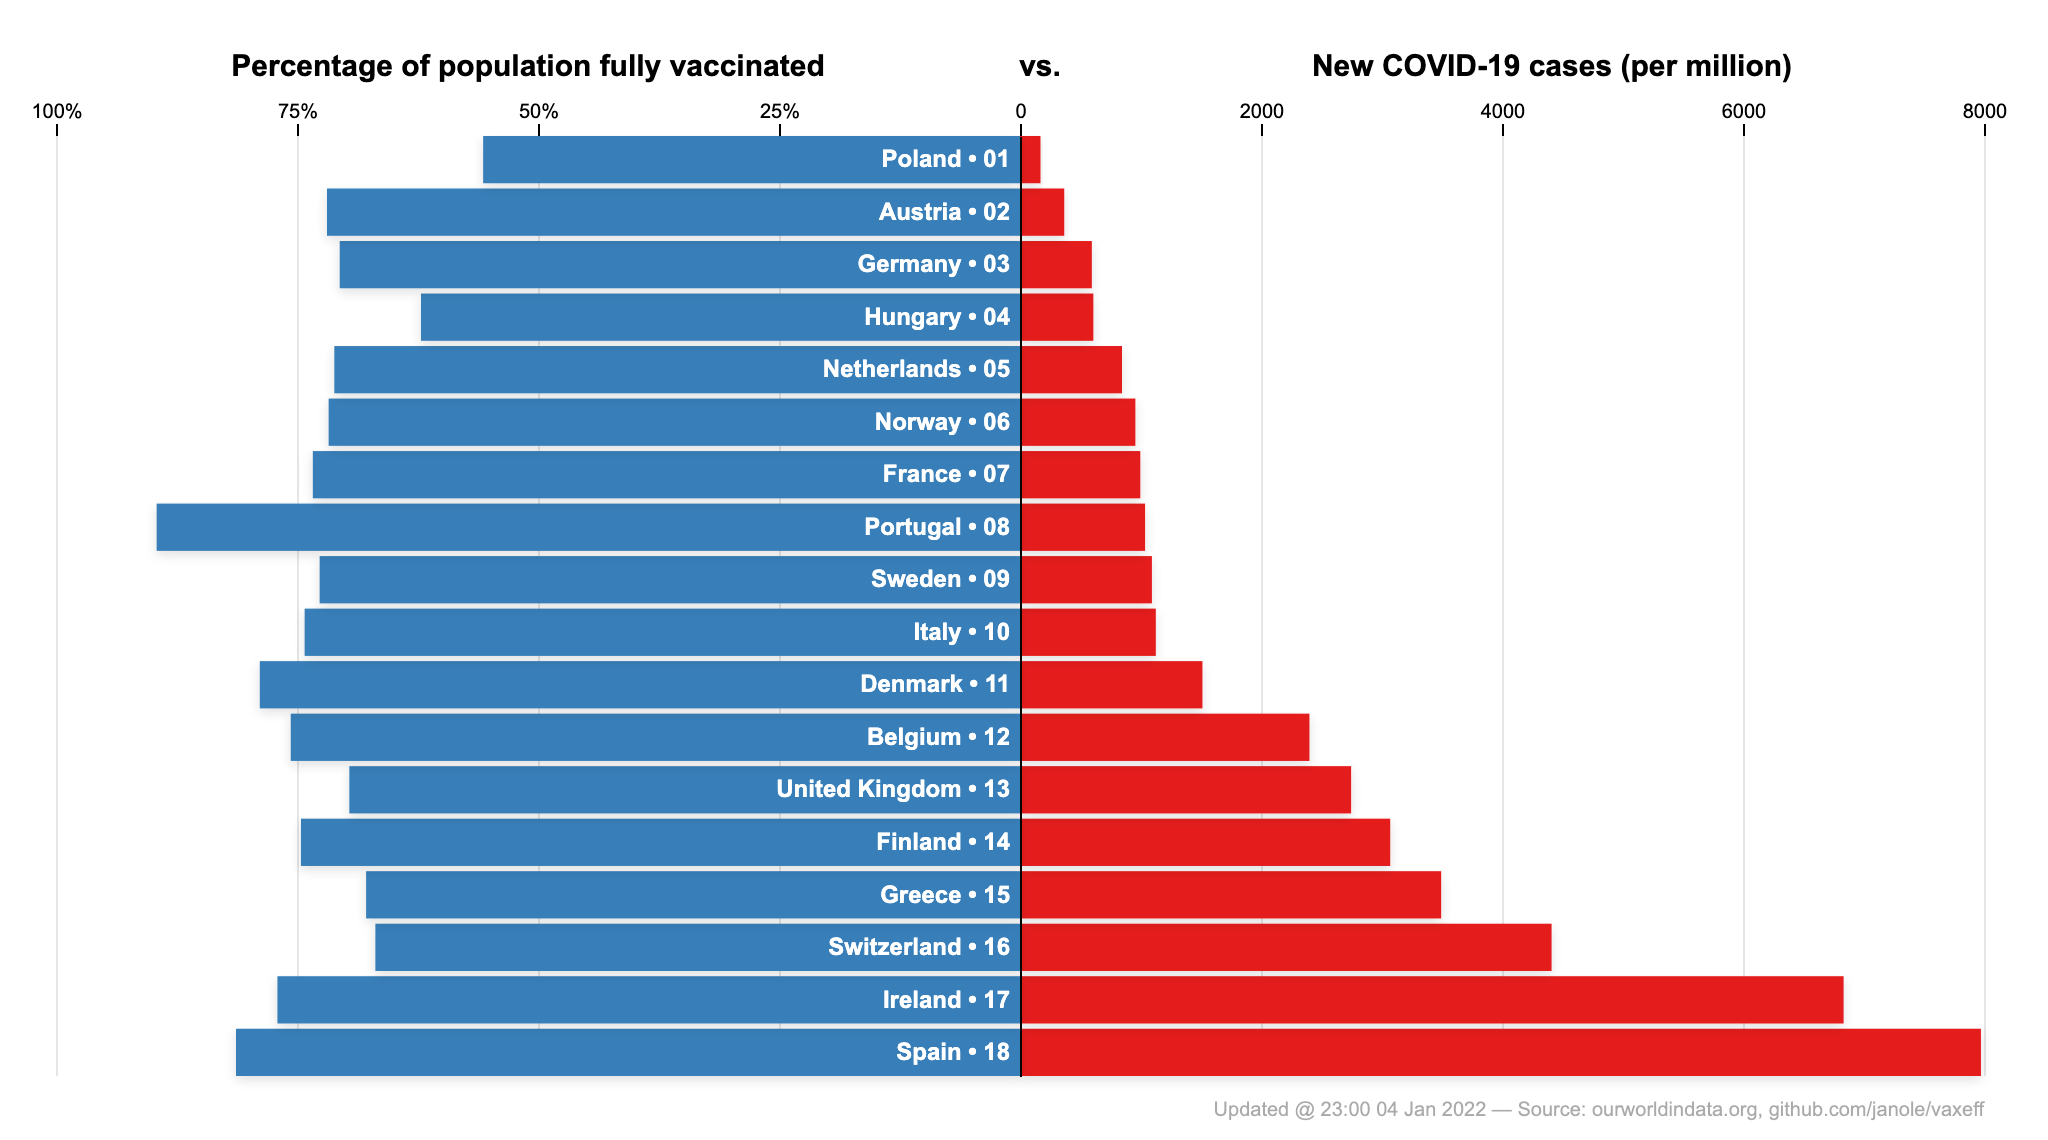 Percentage of population fully vaccinated vs. New COVID-19 cases (per million)
100% 75% 50% 25% 0 2000 4000 6000 8000
Poland • 01
Austria • 02
Germany • 03
Hungary • 04
Netherlands • 05
Norway • 06
France • 07
Portugal • 08
Sweden • 09
Italy • 10
Denmark • 11
Belgium • 12
United Kingdom • 13
Finland • 14
Greece • 15
Switzerland • 16
Ireland • 17
Spain • 18
Updated @ 23:00 04 Jan 2022 — Source: ourworldindata.org, github.com/janole/vaxeff